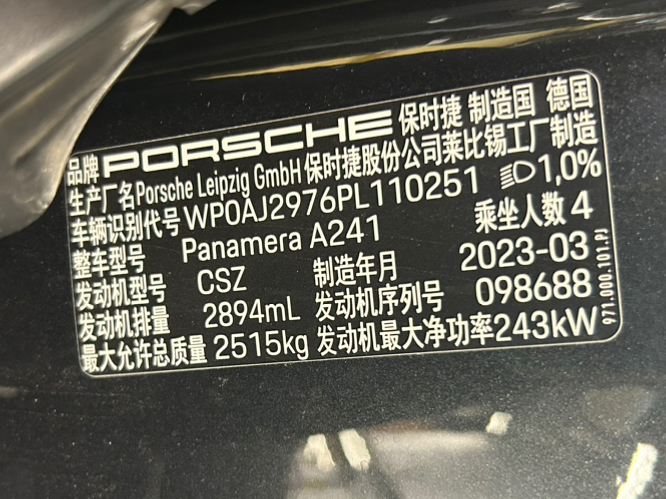 品牌 PORSCHE 保时捷 制造国 德国
生产厂名 Porsche Leipzig GmbH 保时捷股份公司莱比锡工厂制造
车辆识别代号 WP0AJ2976PL110251 1,0%
整车型号 Panamera A241 乘坐人数 4
发动机型号 CSZ 制造年月 2023-03
发动机排量 2894mL 发动机序列号 098688
最大允许总质量 2515kg 发动机最大净功率 243kW
971.000.101.PJ